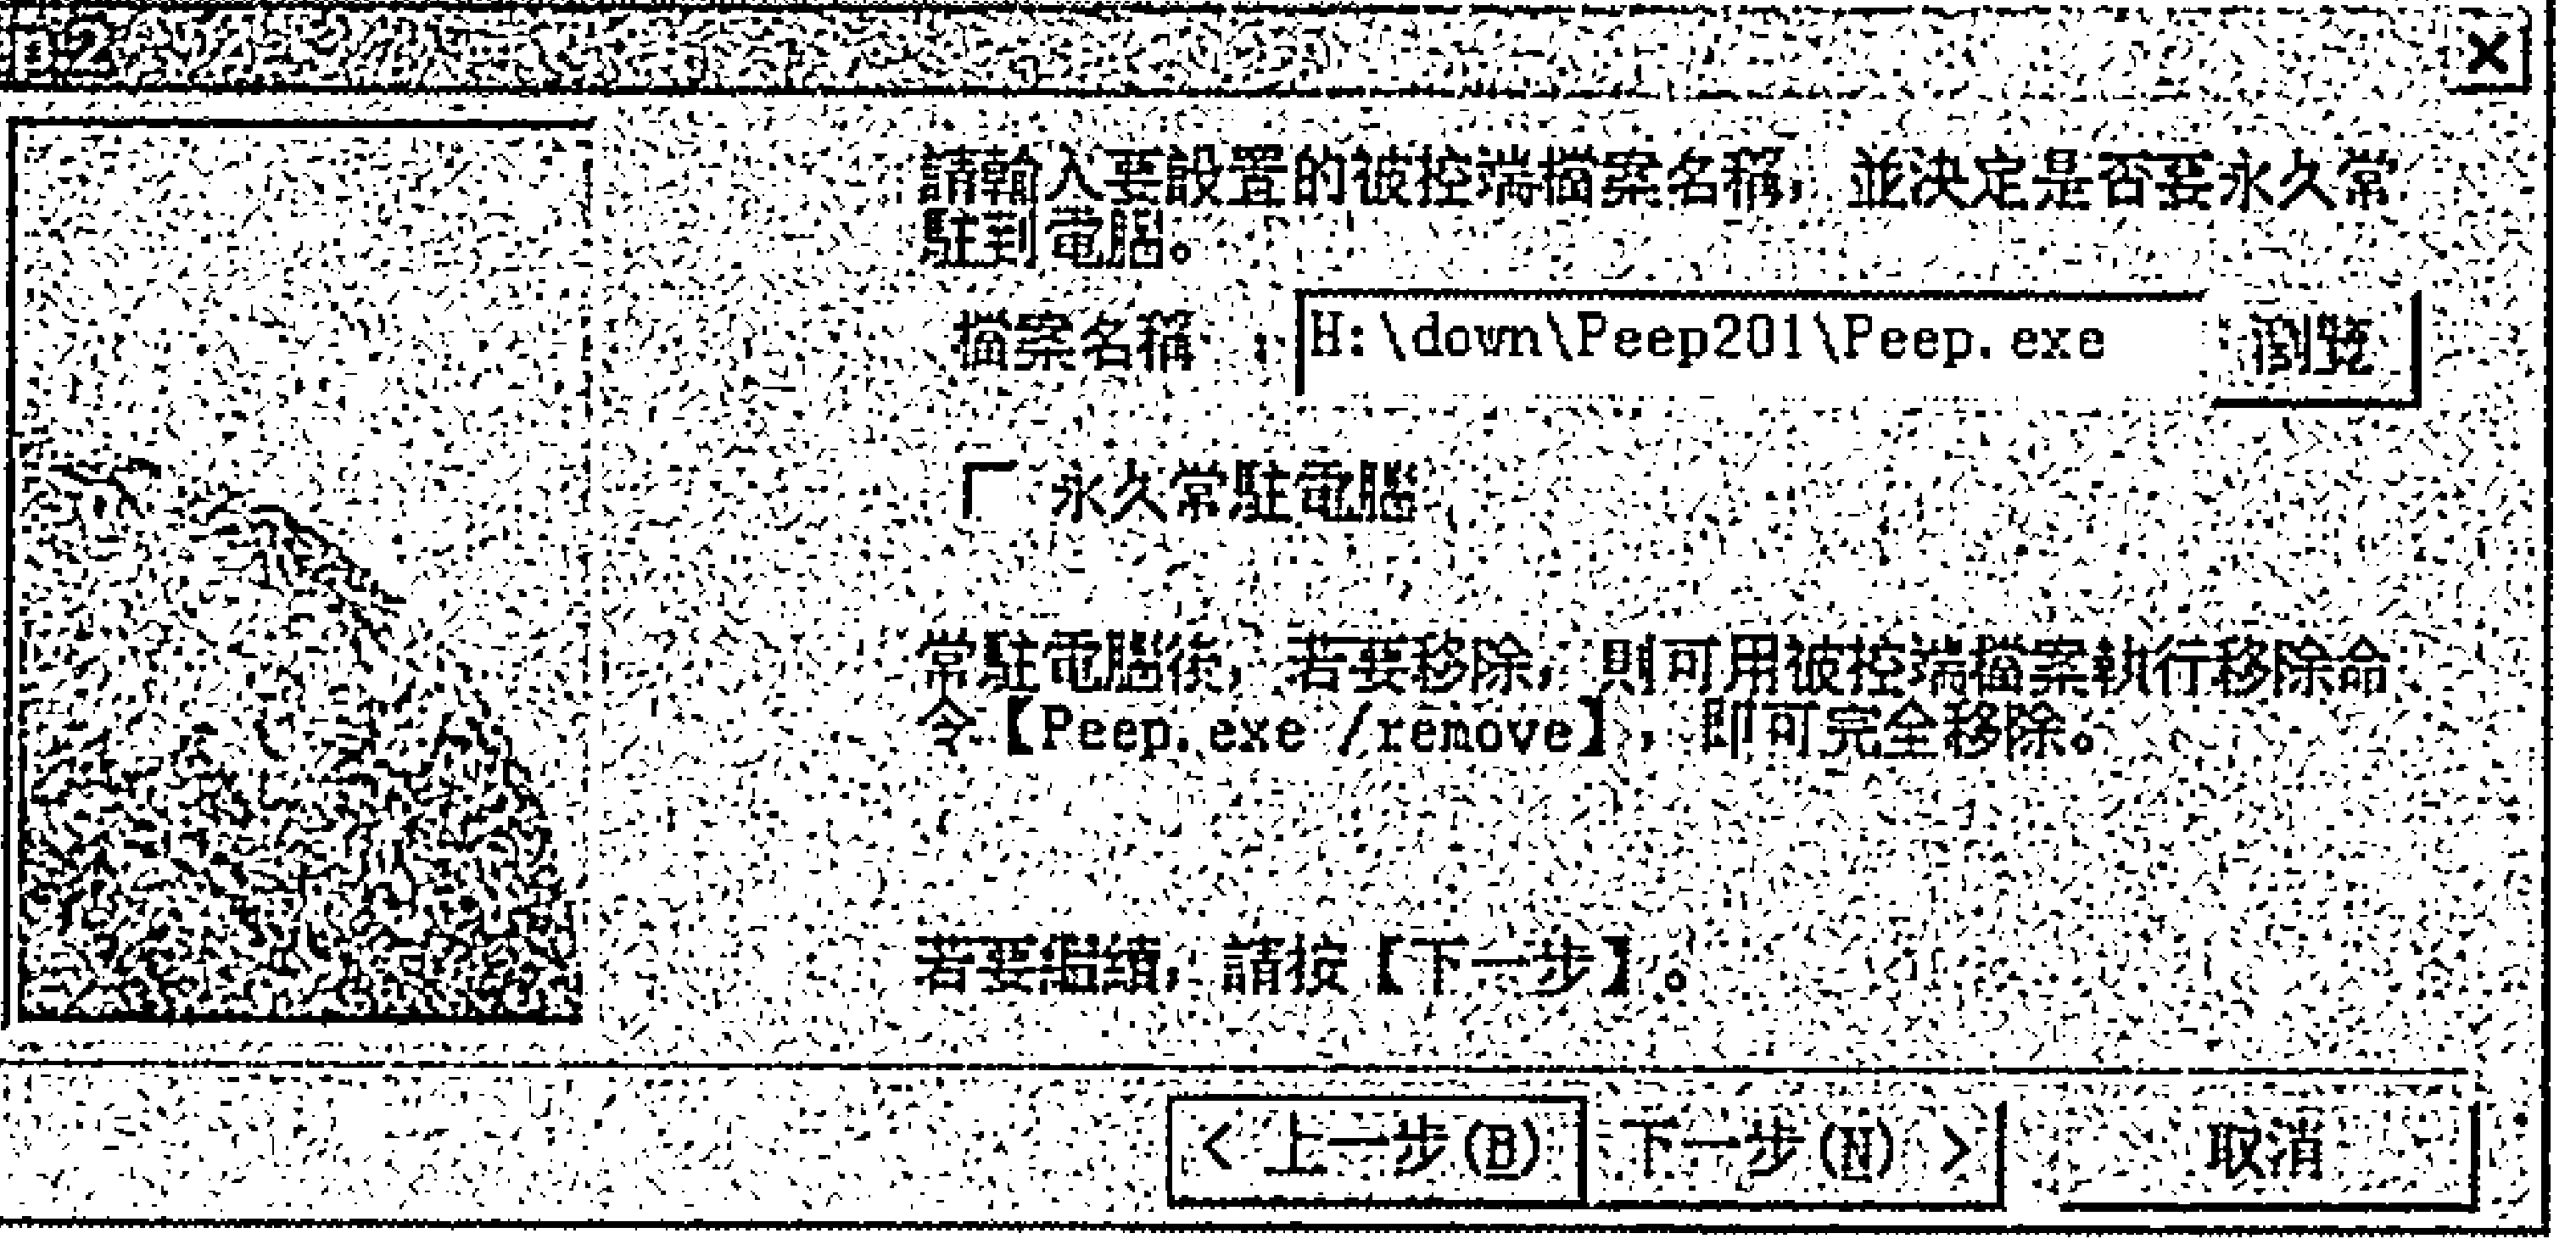 請輸入要設置的被控端檔案名稱，並決定是否要永久常
駐到電腦。
檔案名稱 : H:\down\Peep201\Peep.exe 瀏覽
永久常駐電腦
常駐電腦後，若要移除，則可用被控端檔案執行移除命
令【Peep.exe /remove】，即可完全移除。
若要繼續，請按【下一步】。
< 上一步(B) 下一步(N) > 取消